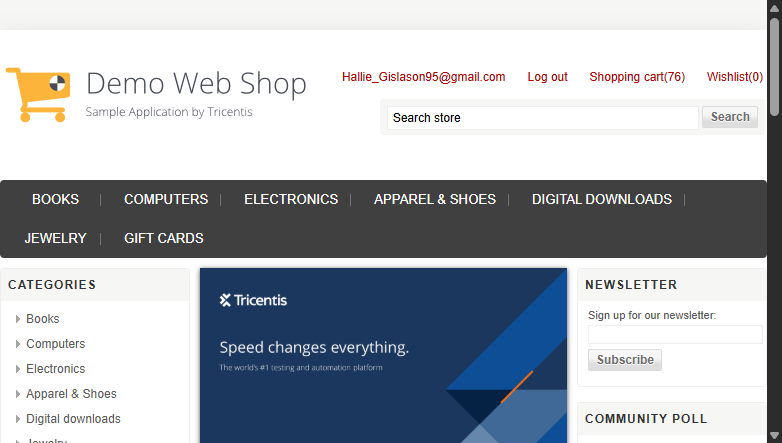 Demo Web Shop
Sample Application by Tricentis
Hallie_Gislason95@gmail.com Log out Shopping cart(76) Wishlist(0)
Search store Search
BOOKS COMPUTERS ELECTRONICS APPAREL & SHOES DIGITAL DOWNLOADS
JEWELRY GIFT CARDS
CATEGORIES
Books
Computers
Electronics
Apparel & Shoes
Digital downloads
Jewelry
Tricentis
Speed changes everything.
The world's #1 testing and automation platform
NEWSLETTER
Sign up for our newsletter:
Subscribe
COMMUNITY POLL